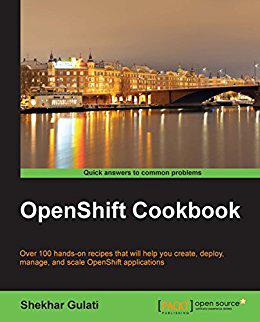 Quick answers to common problems
OpenShift Cookbook
Over 100 hands-on recipes that will help you create, deploy,
manage, and scale OpenShift applications
Shekhar Gulati
[PACKT] open source
PUBLISHING